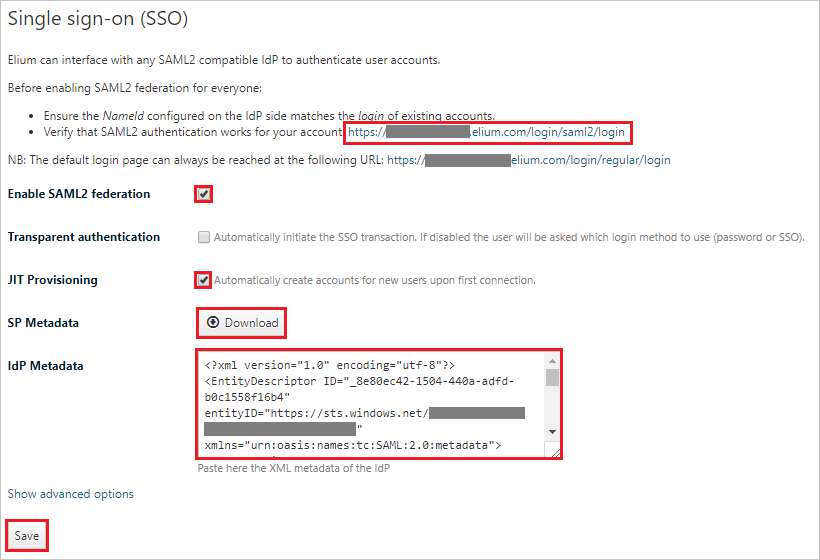 Single sign-on (SSO)
Elium can interface with any SAML2 compatible IdP to authenticate user accounts.
Before enabling SAML2 federation for everyone:
• Ensure the NameId configured on the IdP side matches the login of existing accounts.
• Verify that SAML2 authentication works for your account https:// .elium.com/login/saml2/login
NB: The default login page can always be reached at the following URL: https:// elium.com/login/regular/login
Enable SAML2 federation
Transparent authentication Automatically initiate the SSO transaction. If disabled the user will be asked which login method to use (password or SSO).
JIT Provisioning Automatically create accounts for new users upon first connection.
SP Metadata Download
IdP Metadata <?xml version="1.0" encoding="utf-8"?>
<EntityDescriptor ID="_8e80ec42-1504-440a-adfd-
b0c1558f16b4"
entityID="https://sts.windows.net/
"
xmlns="urn:oasis:names:tc:SAML:2.0:metadata">
Paste here the XML metadata of the IdP
Show advanced options
Save